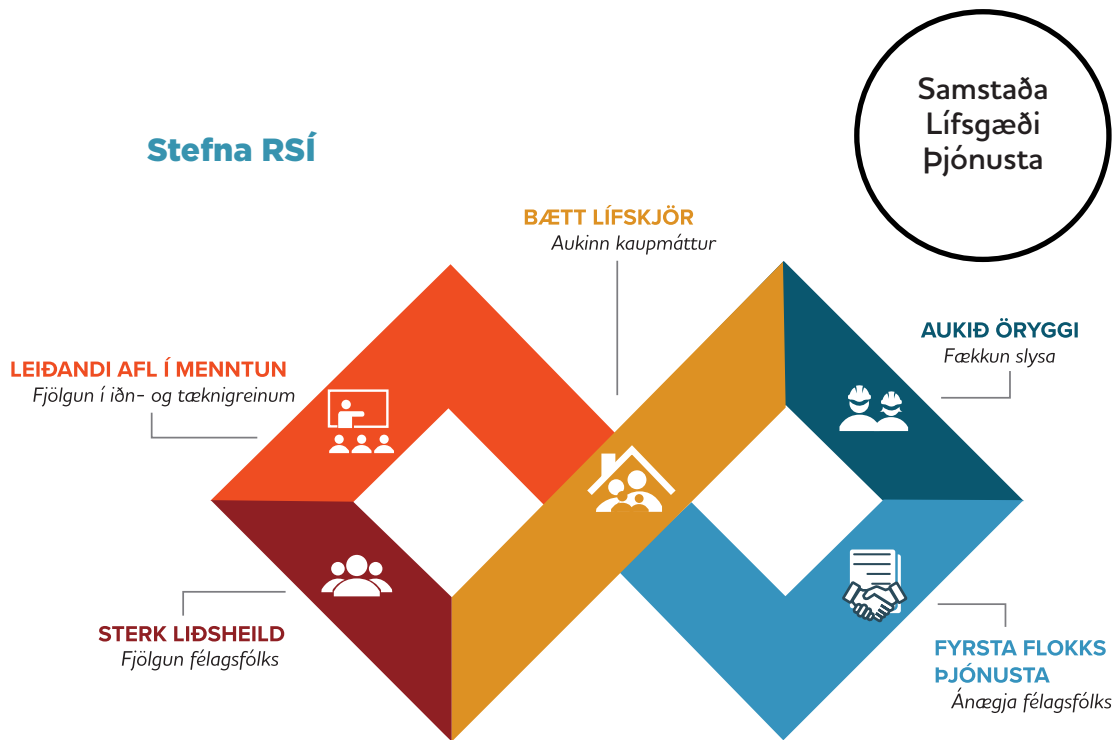 Samstaða
Lífsgæði
Þjónusta
Stefna RSÍ
BÆTT LÍFSKJÖR
Aukinn kaupmáttur
AUKIÐ ÖRYGGI
Fækkun slysa
LEIÐANDI AFL Í MENNTUN
Fjölgun í iðn- og tæknigreinum
STERK LIÐSHEILD
Fjölgun félagsfólks
FYRSTA FLOKKS
ÞJÓNUSTA
Ánægja félagsfólks